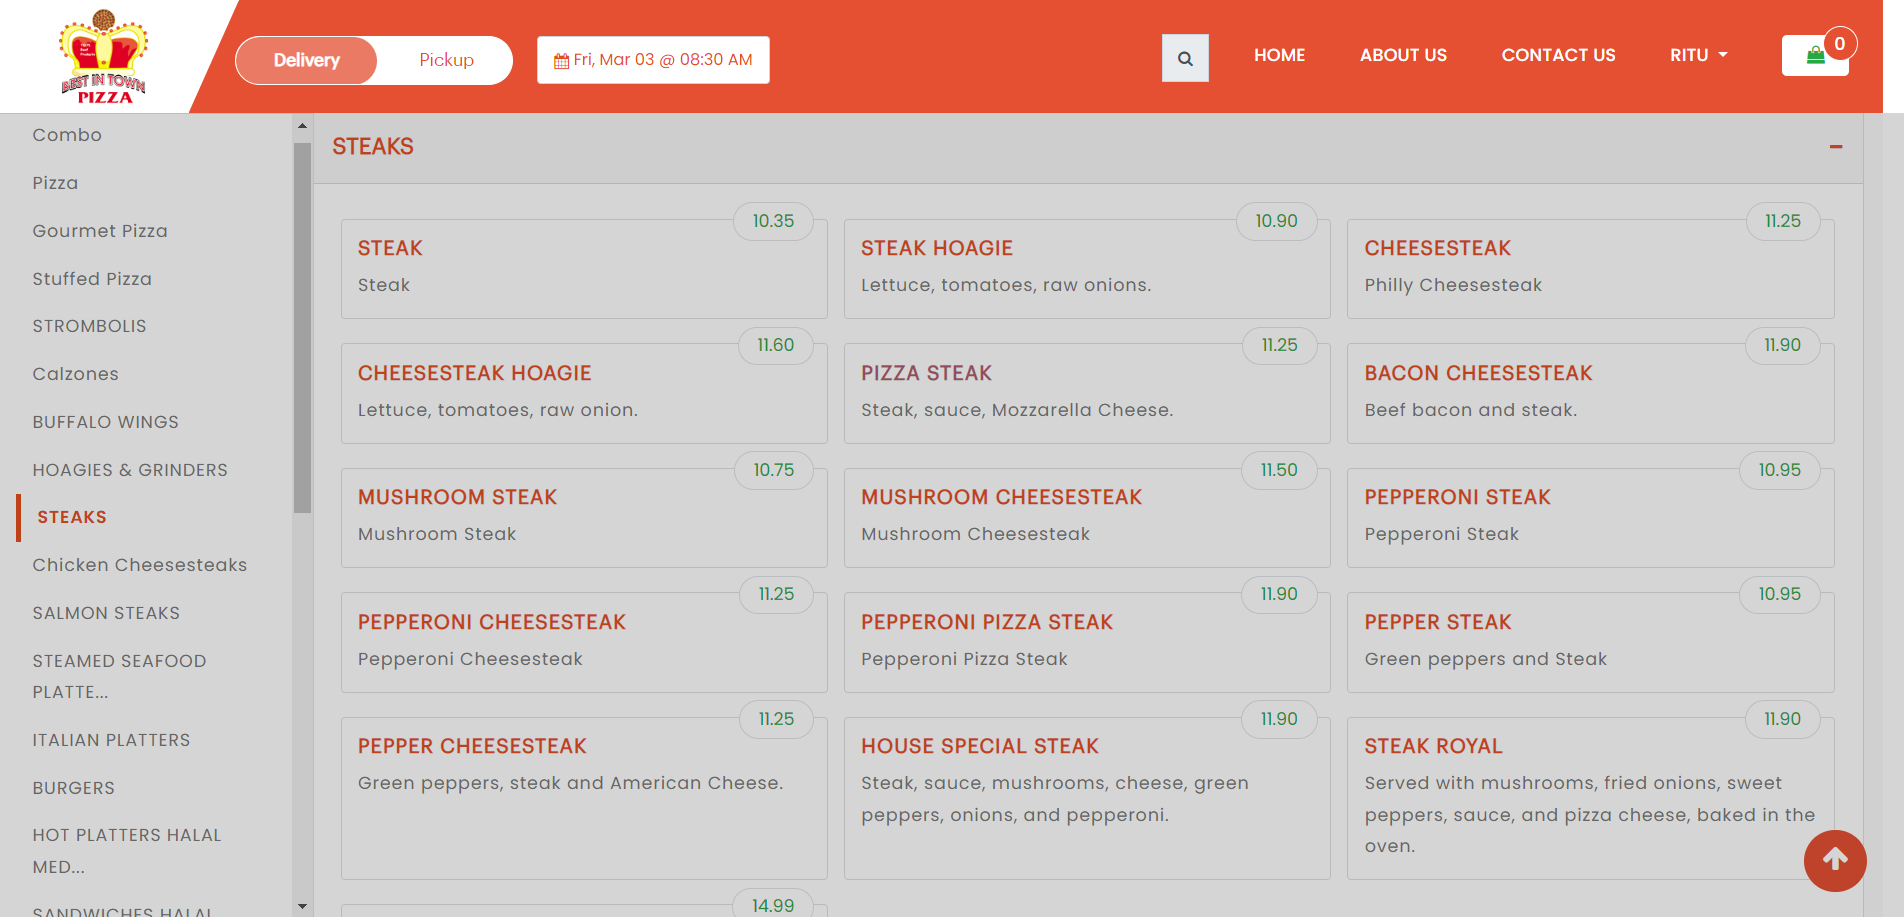 BEST IN TOWN
PIZZA
Delivery
Pickup
Fri, Mar 03 @ 08:30 AM
HOME
ABOUT US
CONTACT US
RITU
0
Combo
Pizza
Gourmet Pizza
Stuffed Pizza
STROMBOLIS
Calzones
BUFFALO WINGS
HOAGIES & GRINDERS
STEAKS
Chicken Cheesesteaks
SALMON STEAKS
STEAMED SEAFOOD
PLATTE...
ITALIAN PLATTERS
BURGERS
HOT PLATTERS HALAL
MED...
SANDWICHES HALAL
STEAKS
10.35
STEAK
Steak
10.90
STEAK HOAGIE
Lettuce, tomatoes, raw onions.
11.25
CHEESESTEAK
Philly Cheesesteak
11.60
CHEESESTEAK HOAGIE
Lettuce, tomatoes, raw onion.
11.25
PIZZA STEAK
Steak, sauce, Mozzarella Cheese.
11.90
BACON CHEESESTEAK
Beef bacon and steak.
10.75
MUSHROOM STEAK
Mushroom Steak
11.50
MUSHROOM CHEESESTEAK
Mushroom Cheesesteak
10.95
PEPPERONI STEAK
Pepperoni Steak
11.25
PEPPERONI CHEESESTEAK
Pepperoni Cheesesteak
11.90
PEPPERONI PIZZA STEAK
Pepperoni Pizza Steak
10.95
PEPPER STEAK
Green peppers and Steak
11.25
PEPPER CHEESESTEAK
Green peppers, steak and American Cheese.
11.90
HOUSE SPECIAL STEAK
Steak, sauce, mushrooms, cheese, green
peppers, onions, and pepperoni.
11.90
STEAK ROYAL
Served with mushrooms, fried onions, sweet
peppers, sauce, and pizza cheese, baked in the
oven.
14.99